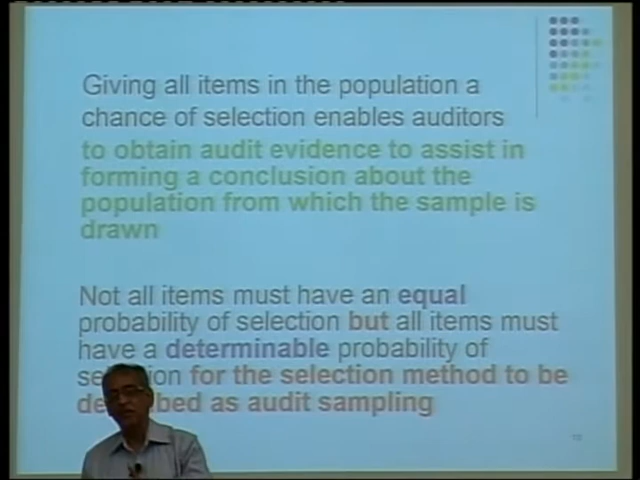 Giving all items in the population a
chance of selection enables auditors
to obtain audit evidence to assist in
forming a conclusion about the
population from which the sample is
drawn
Not all items must have an equal
probability of selection but all items must
have a determinable probability of
for the selection method to be
as audit sampling